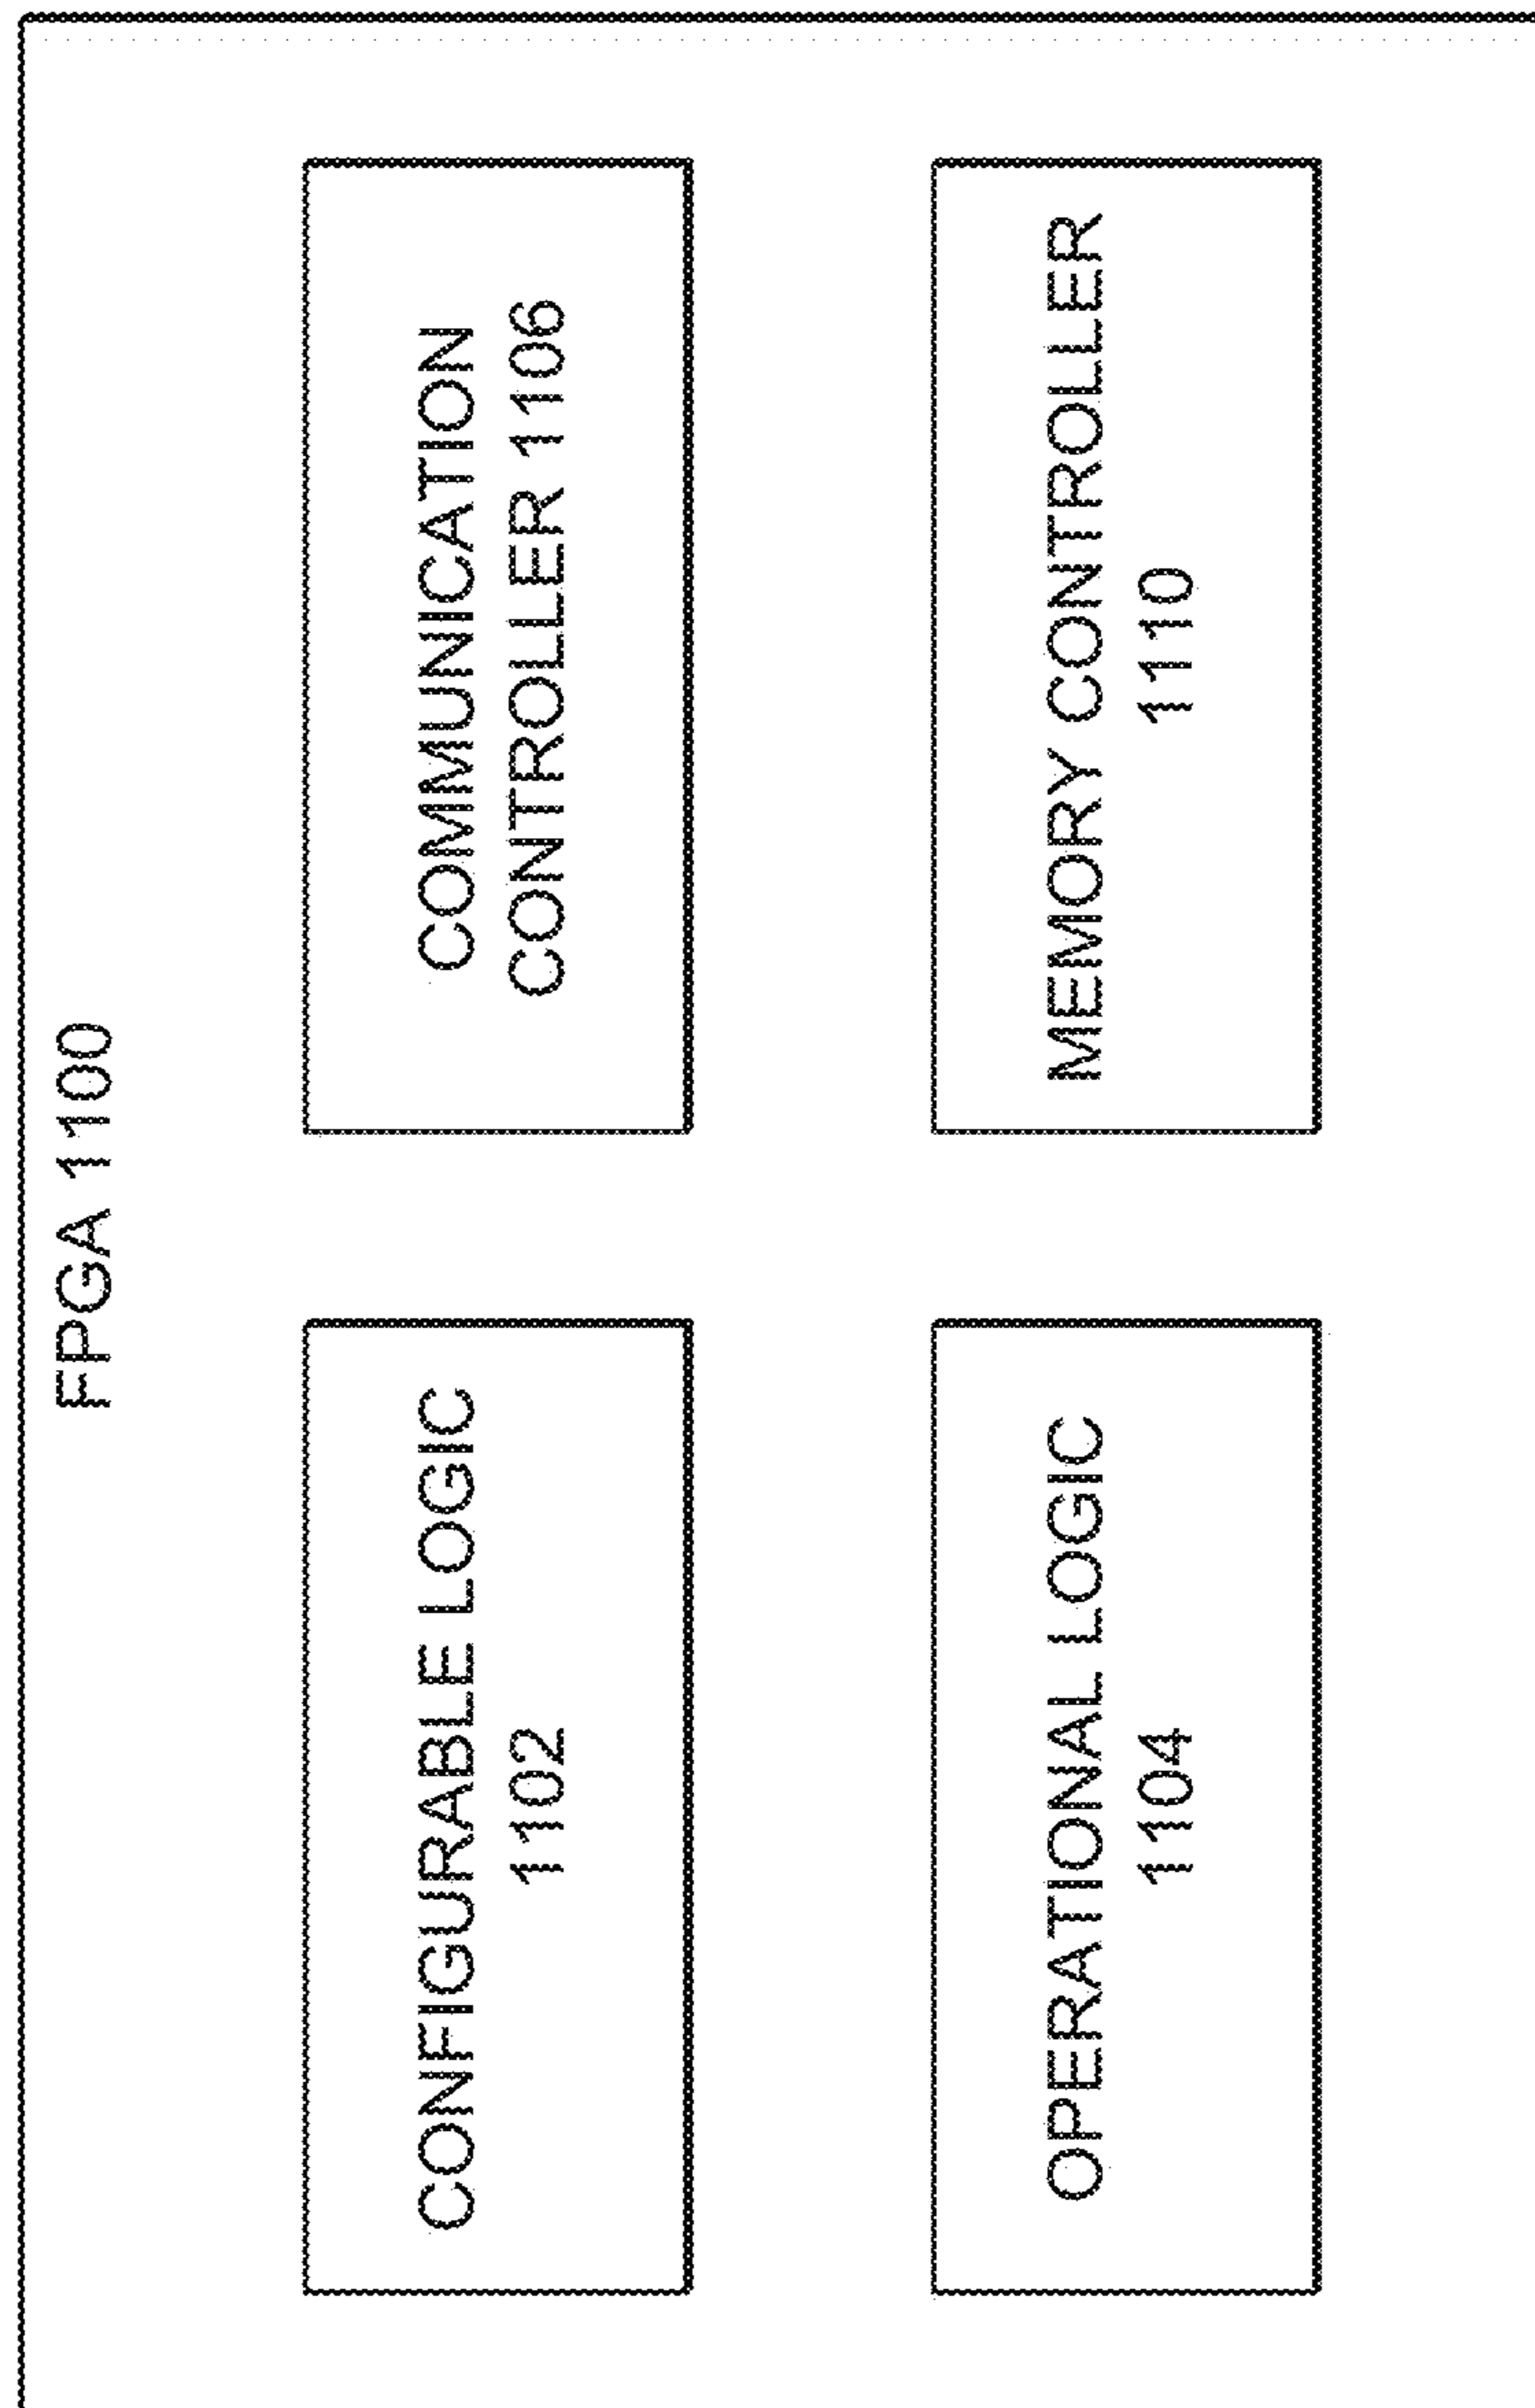 FPGA 1100
CONFIGURABLE LOGIC
1102
COMMUNICATION
CONTROLLER 1106
OPERATIONAL LOGIC
1104
MEMORY CONTROLLER
1110